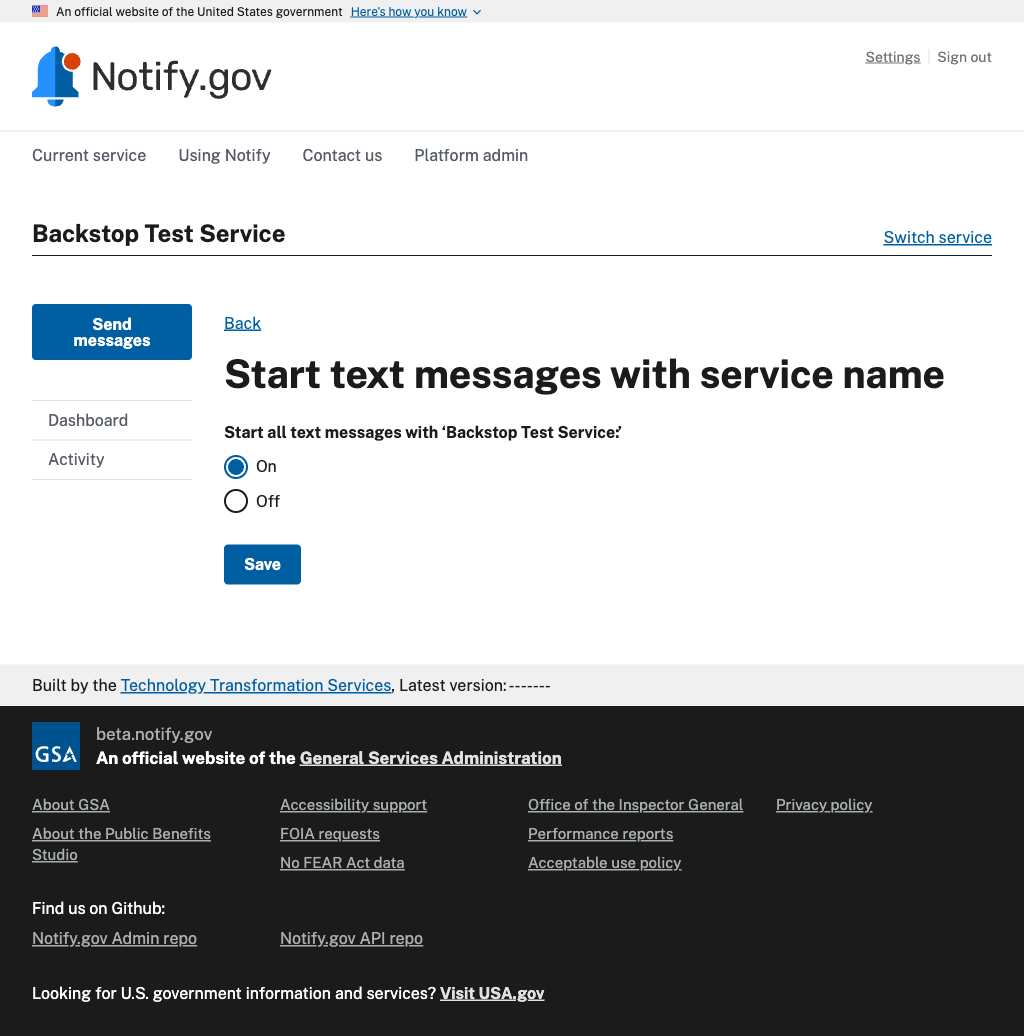 An official website of the United States government Here's how you know
Notify.gov
Settings Sign out
Current service Using Notify Contact us Platform admin
Backstop Test Service
Switch service
Send
messages
Dashboard
Activity
Back
Start text messages with service name
Start all text messages with ‘Backstop Test Service:’
On
Off
Save
Built by the Technology Transformation Services, Latest version: -------
GSA
beta.notify.gov
An official website of the General Services Administration
About GSA
About the Public Benefits
Studio
Accessibility support
FOIA requests
No FEAR Act data
Office of the Inspector General
Performance reports
Acceptable use policy
Privacy policy
Find us on Github:
Notify.gov Admin repo
Notify.gov API repo
Looking for U.S. government information and services? Visit USA.gov